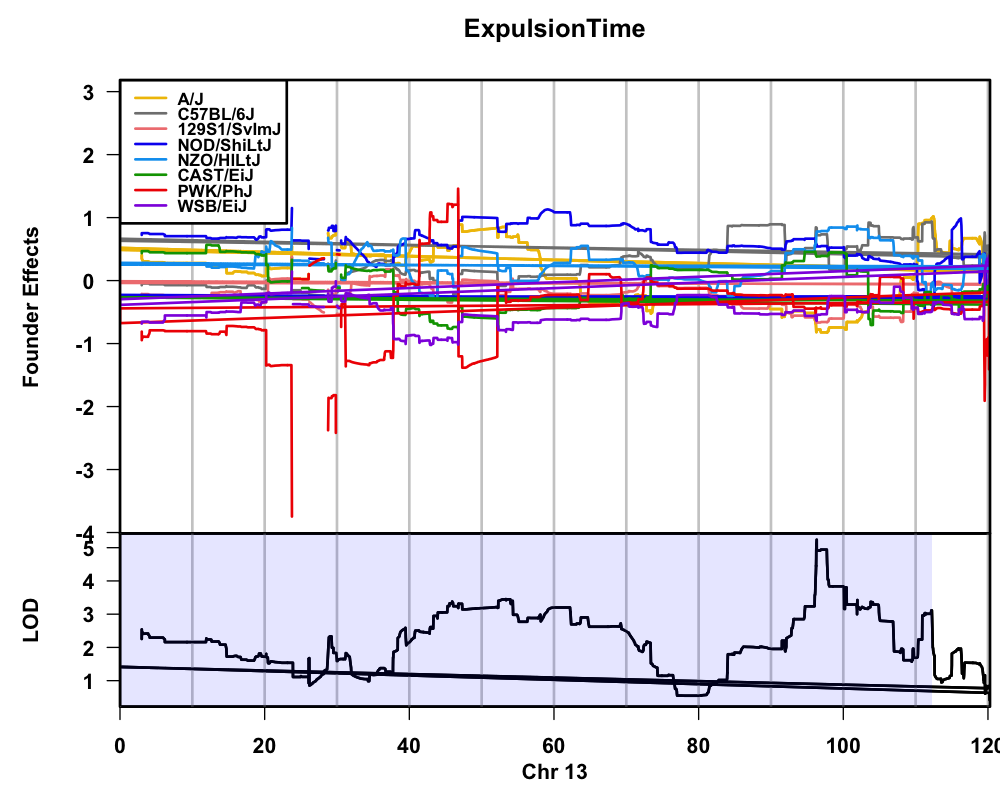 ExpulsionTime
3
2
1
0
-1
-2
-3
-4
Founder Effects
A/J
C57BL/6J
129S1/SvImJ
NOD/ShiLtJ
NZO/HILtJ
CAST/EiJ
PWK/PhJ
WSB/EiJ
5
4
3
2
1
LOD
0 20 40 60 80 100 120
Chr 13